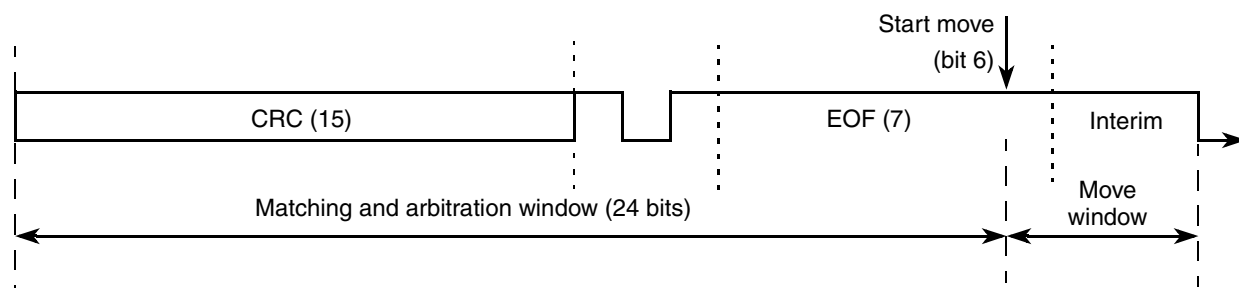 Start move
(bit 6)
CRC (15)
EOF (7)
Interim
Matching and arbitration window (24 bits)
Move
window